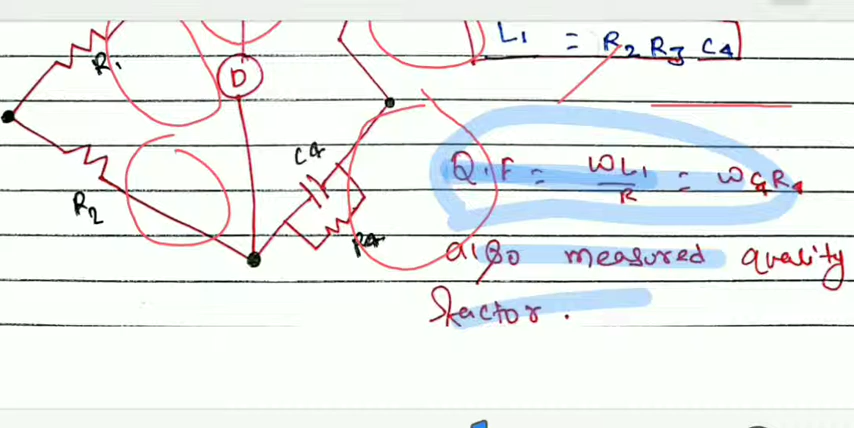 L₁ = R₂ R₃ C₄
R₁
D
C₄
Q.F = ωL₁/R = ωC₄R₄
R₂
R₄
also measured quality
factor.